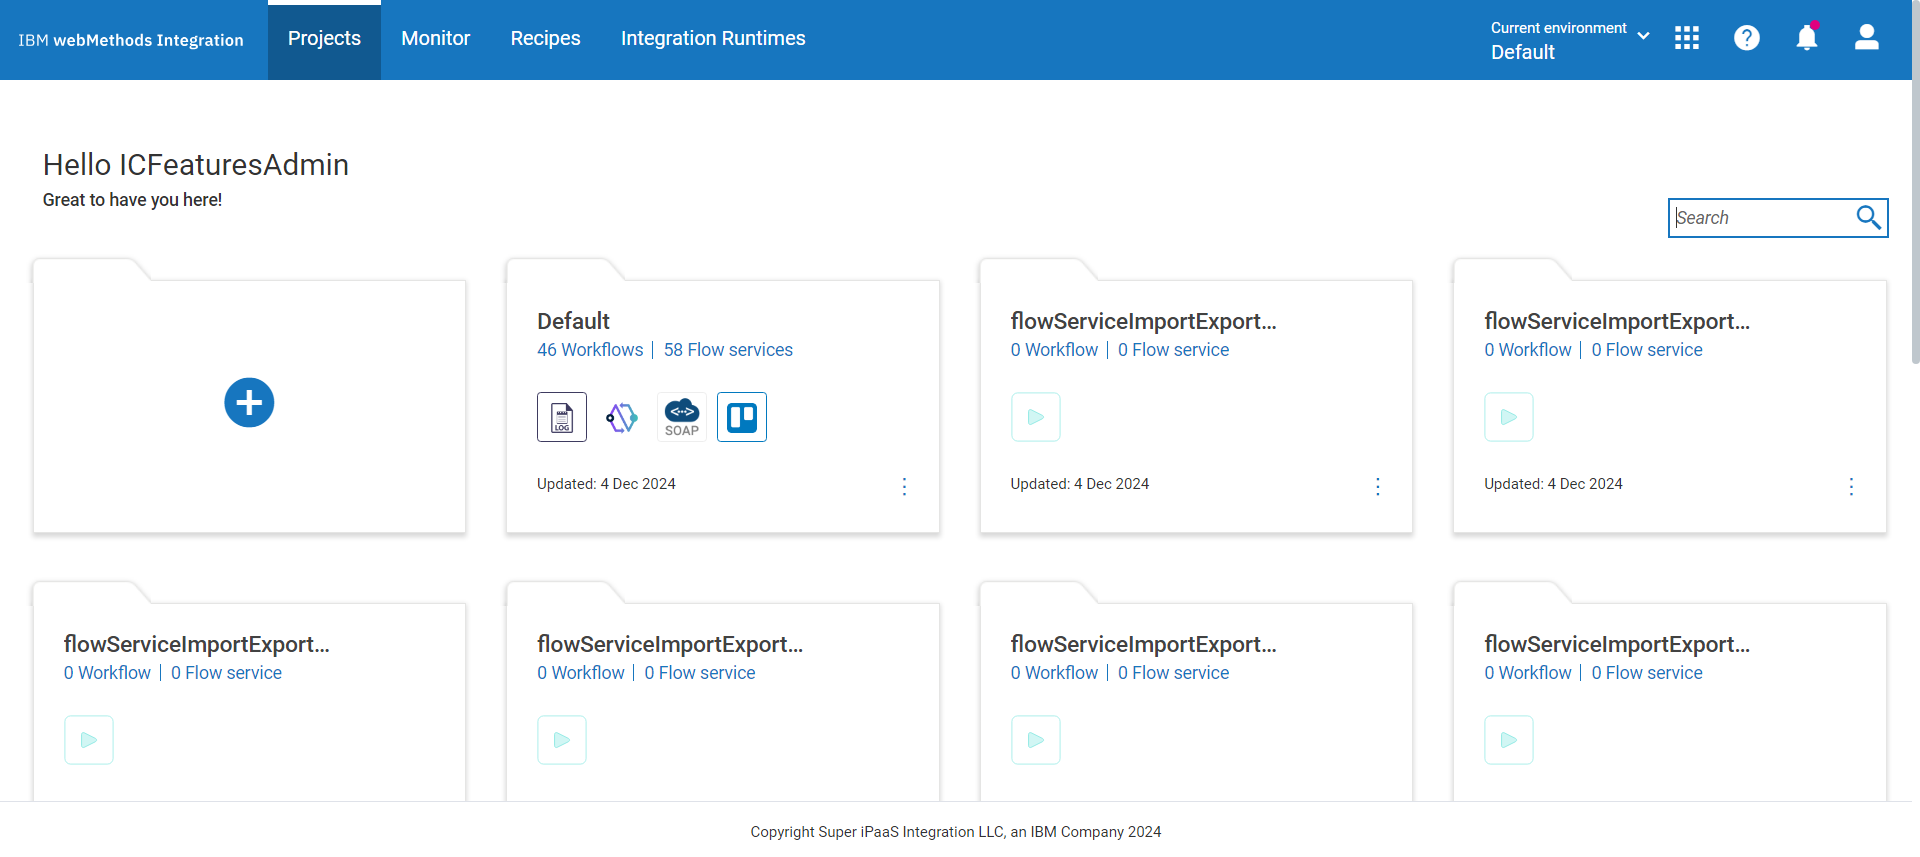 IBM webMethods Integration
Projects
Monitor
Recipes
Integration Runtimes
Current environment
Default
Hello ICFeaturesAdmin
Great to have you here!
Search
Default
46 Workflows | 58 Flow services
LOG
SOAP
Updated: 4 Dec 2024
flowServiceImportExport...
0 Workflow | 0 Flow service
Updated: 4 Dec 2024
flowServiceImportExport...
0 Workflow | 0 Flow service
Updated: 4 Dec 2024
flowServiceImportExport...
0 Workflow | 0 Flow service
flowServiceImportExport...
0 Workflow | 0 Flow service
flowServiceImportExport...
0 Workflow | 0 Flow service
flowServiceImportExport...
0 Workflow | 0 Flow service
Copyright Super iPaaS Integration LLC, an IBM Company 2024